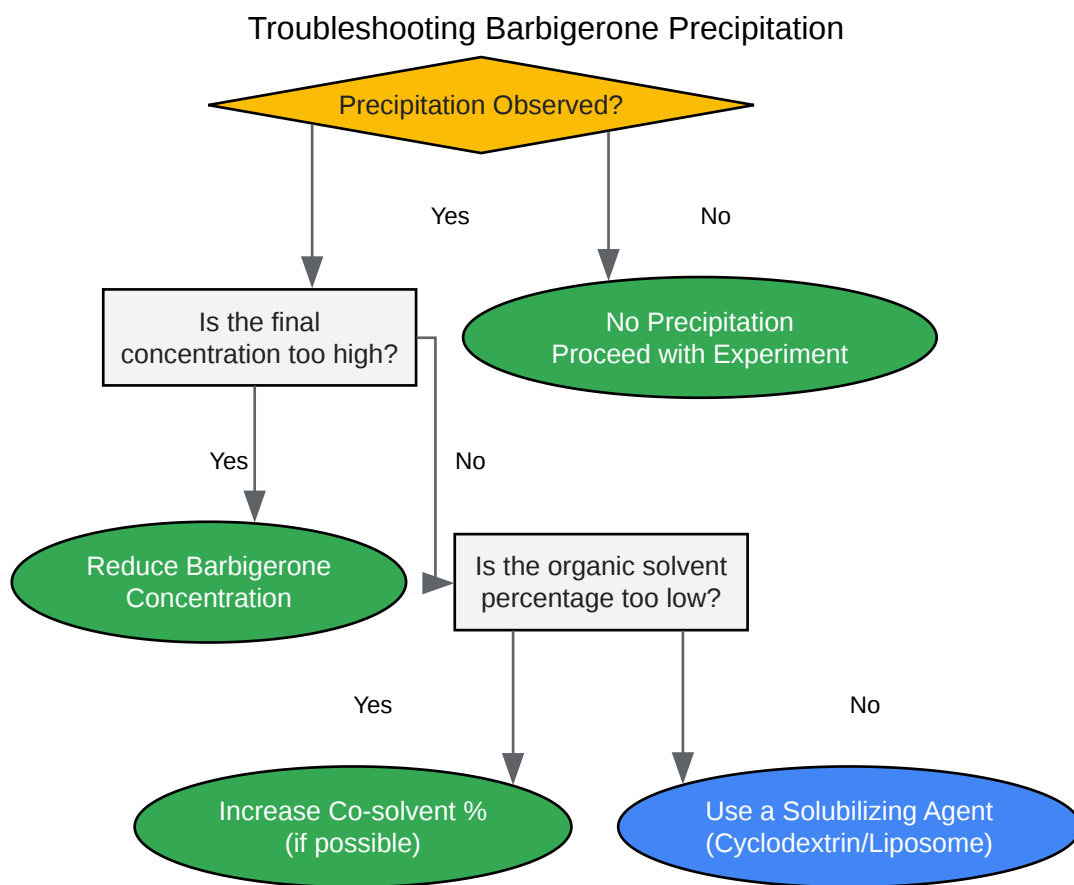 Troubleshooting Barbigerone Precipitation
Precipitation Observed?
Yes
No
Is the final
concentration too high?
No Precipitation
Proceed with Experiment
Yes
No
Reduce Barbigerone
Concentration
Is the organic solvent
percentage too low?
Yes
No
Increase Co-solvent %
(if possible)
Use a Solubilizing Agent
(Cyclodextrin/Liposome)